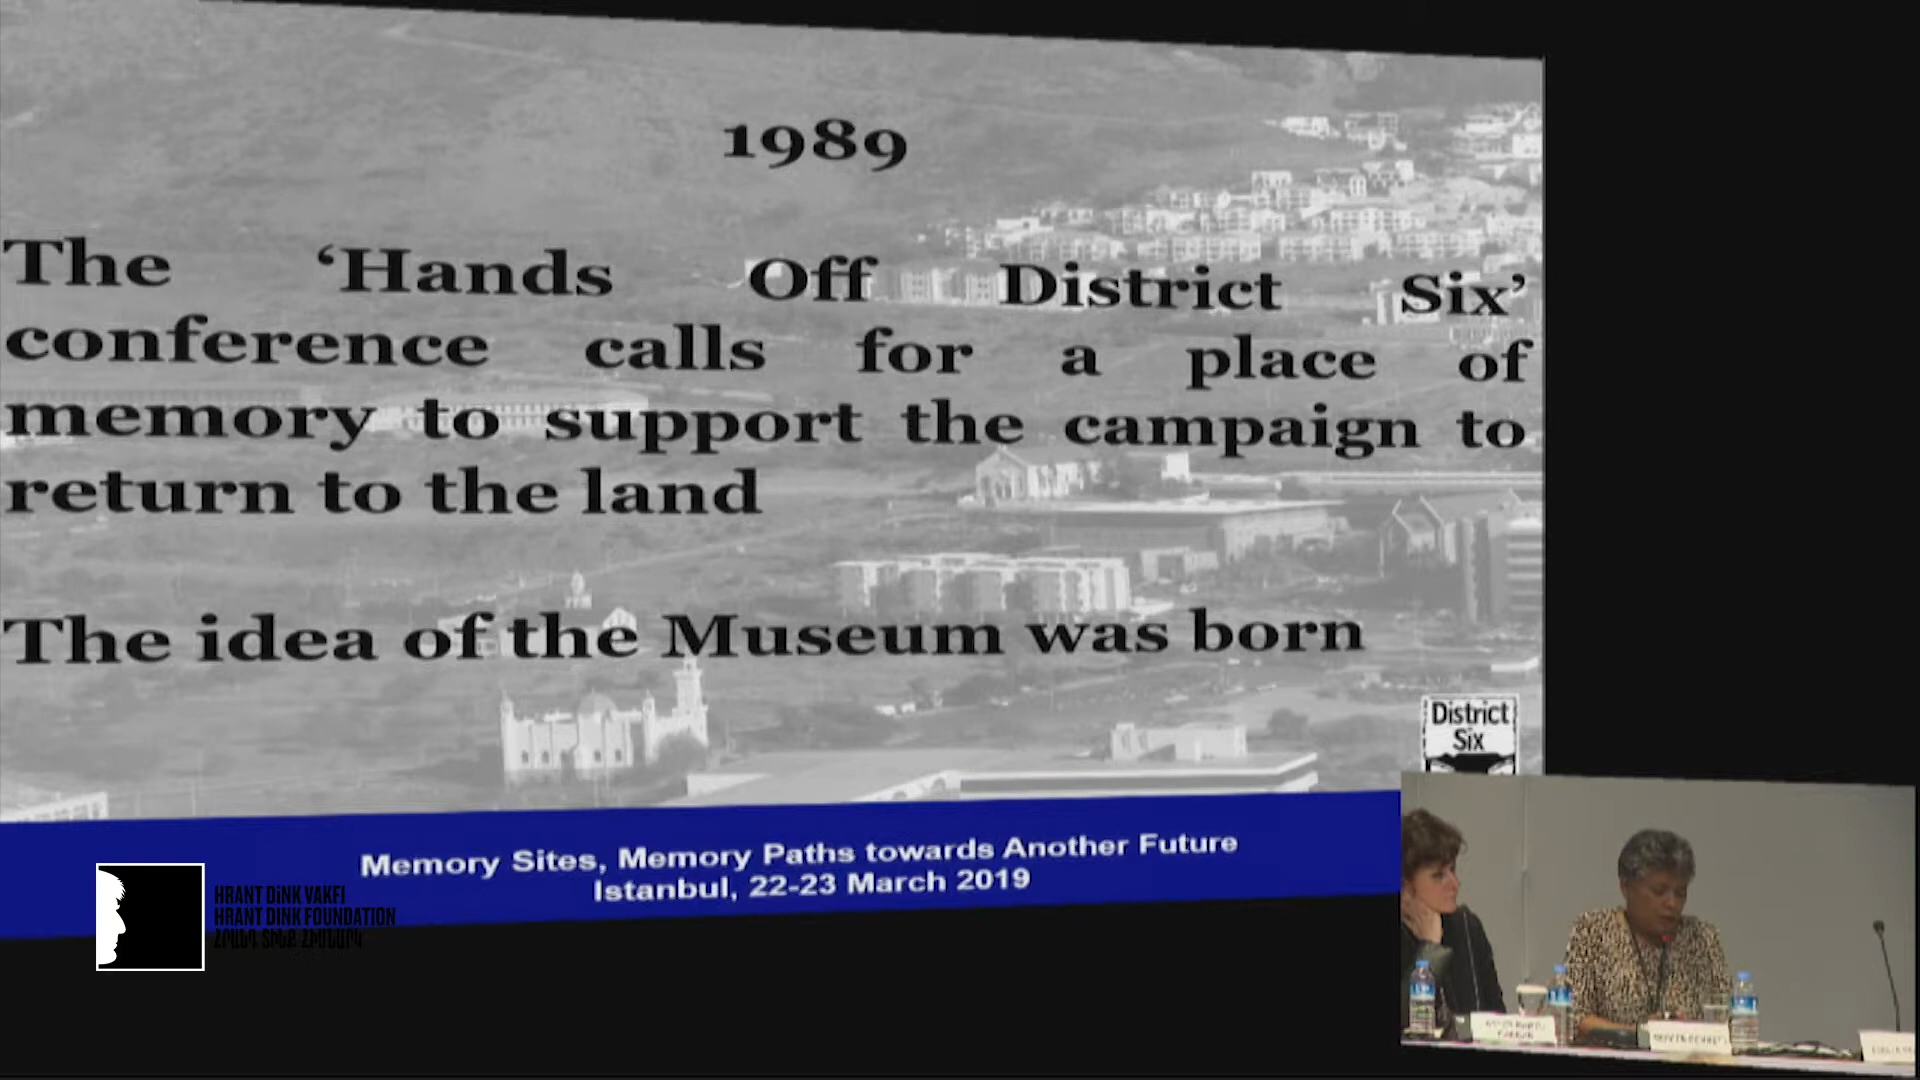 1989
The ‘Hands Off District Six’
conference calls for a place of
memory to support the campaign to
return to the land
The idea of the Museum was born
District
Six
Memory Sites, Memory Paths towards Another Future
Istanbul, 22-23 March 2019
HRANT DİNK VAKFI
HRANT DINK FOUNDATION